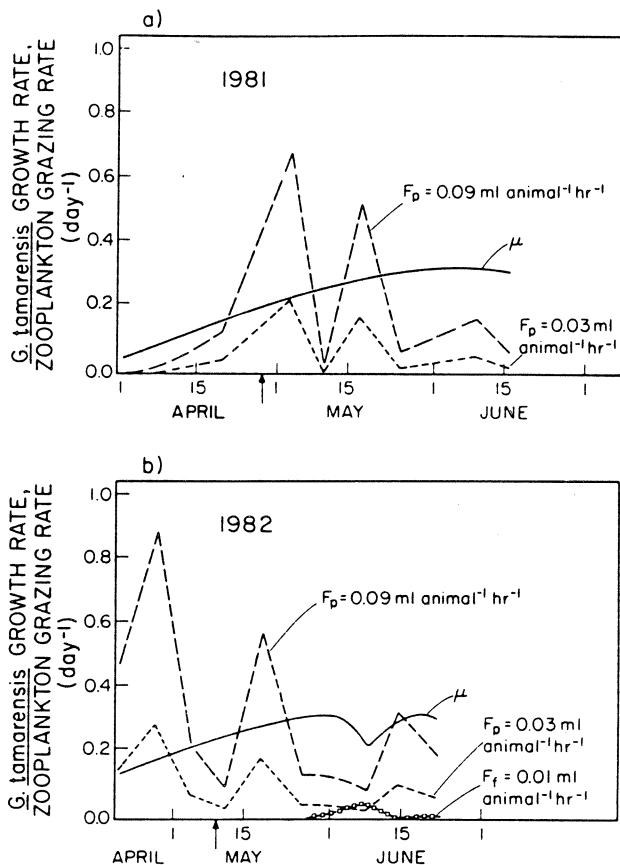 a)
G. tamarensis GROWTH RATE,
ZOOPLANKTON GRAZING RATE
(day⁻¹)
1.0
0.8
0.6
0.4
0.2
0.0
1981
Fp = 0.09 ml animal⁻¹ hr⁻¹
μ
Fp = 0.03 ml
animal⁻¹ hr⁻¹
1 15 1 15 1 15 1
APRIL MAY JUNE
b)
G. tamarensis GROWTH RATE,
ZOOPLANKTON GRAZING RATE
(day⁻¹)
1.0
0.8
0.6
0.4
0.2
0.0
1982
Fp = 0.09 ml animal⁻¹ hr⁻¹
μ
Fp = 0.03 ml
animal⁻¹ hr⁻¹
Ff = 0.01 ml
animal⁻¹ hr⁻¹
1 15 1 15 1
APRIL MAY JUNE